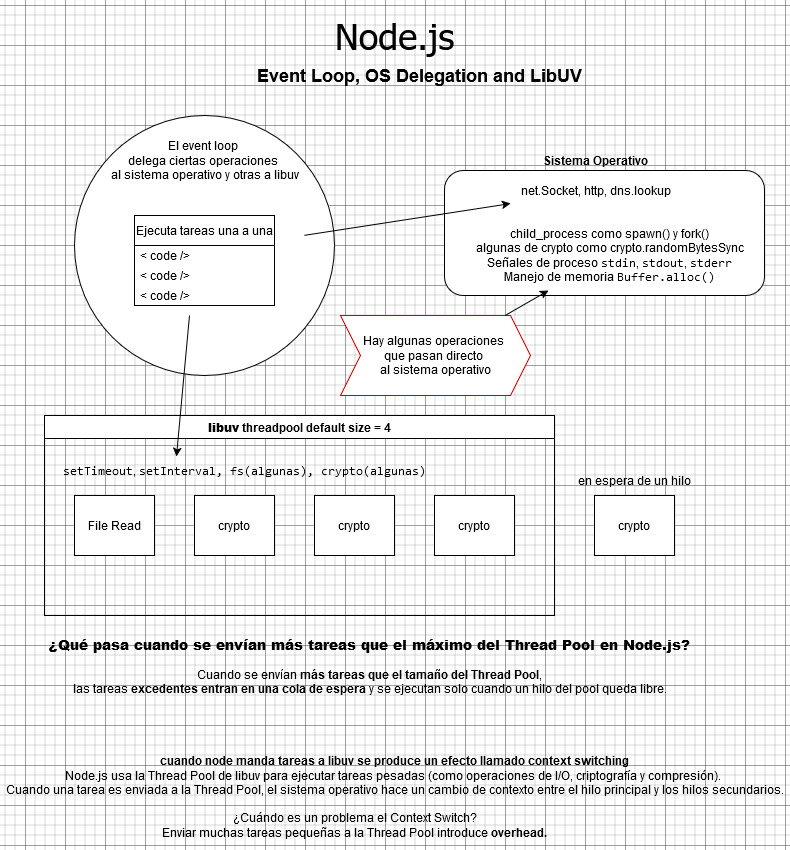 Node.js
Event Loop, OS Delegation and LibUV
El event loop
delega ciertas operaciones
al sistema operativo y otras a libuv
Ejecuta tareas una a una
< code />
< code />
< code />
Sistema Operativo
net.Socket, http, dns.lookup
child_process como spawn() y fork()
algunas de crypto como crypto.randomBytesSync
Señales de proceso stdin, stdout, stderr
Manejo de memoria Buffer.alloc()
Hay algunas operaciones
que pasan directo
al sistema operativo
libuv threadpool default size = 4
setTimeout, setInterval, fs(algunas), crypto(algunas)
File Read
crypto
crypto
crypto
en espera de un hilo
crypto
¿Qué pasa cuando se envían más tareas que el máximo del Thread Pool en Node.js?
Cuando se envían más tareas que el tamaño del Thread Pool,
las tareas excedentes entran en una cola de espera y se ejecutan solo cuando un hilo del pool queda libre.
cuando node manda tareas a libuv se produce un efecto llamado context switching
Node.js usa la Thread Pool de libuv para ejecutar tareas pesadas (como operaciones de I/O, criptografía y compresión).
Cuando una tarea es enviada a la Thread Pool, el sistema operativo hace un cambio de contexto entre el hilo principal y los hilos secundarios.
¿Cuándo es un problema el Context Switch?
Enviar muchas tareas pequeñas a la Thread Pool introduce overhead.